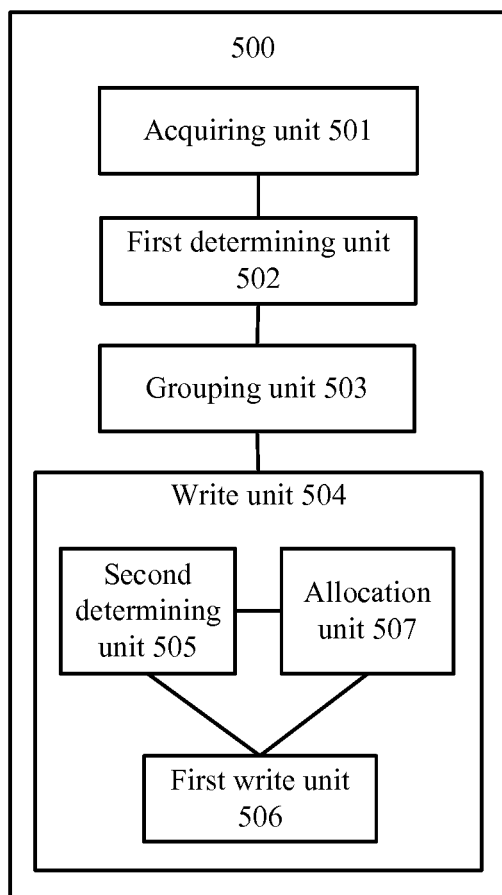 500
Acquiring unit 501
First determining unit
502
Grouping unit 503
Write unit 504
Second
determining
unit 505
Allocation
unit 507
First write unit
506